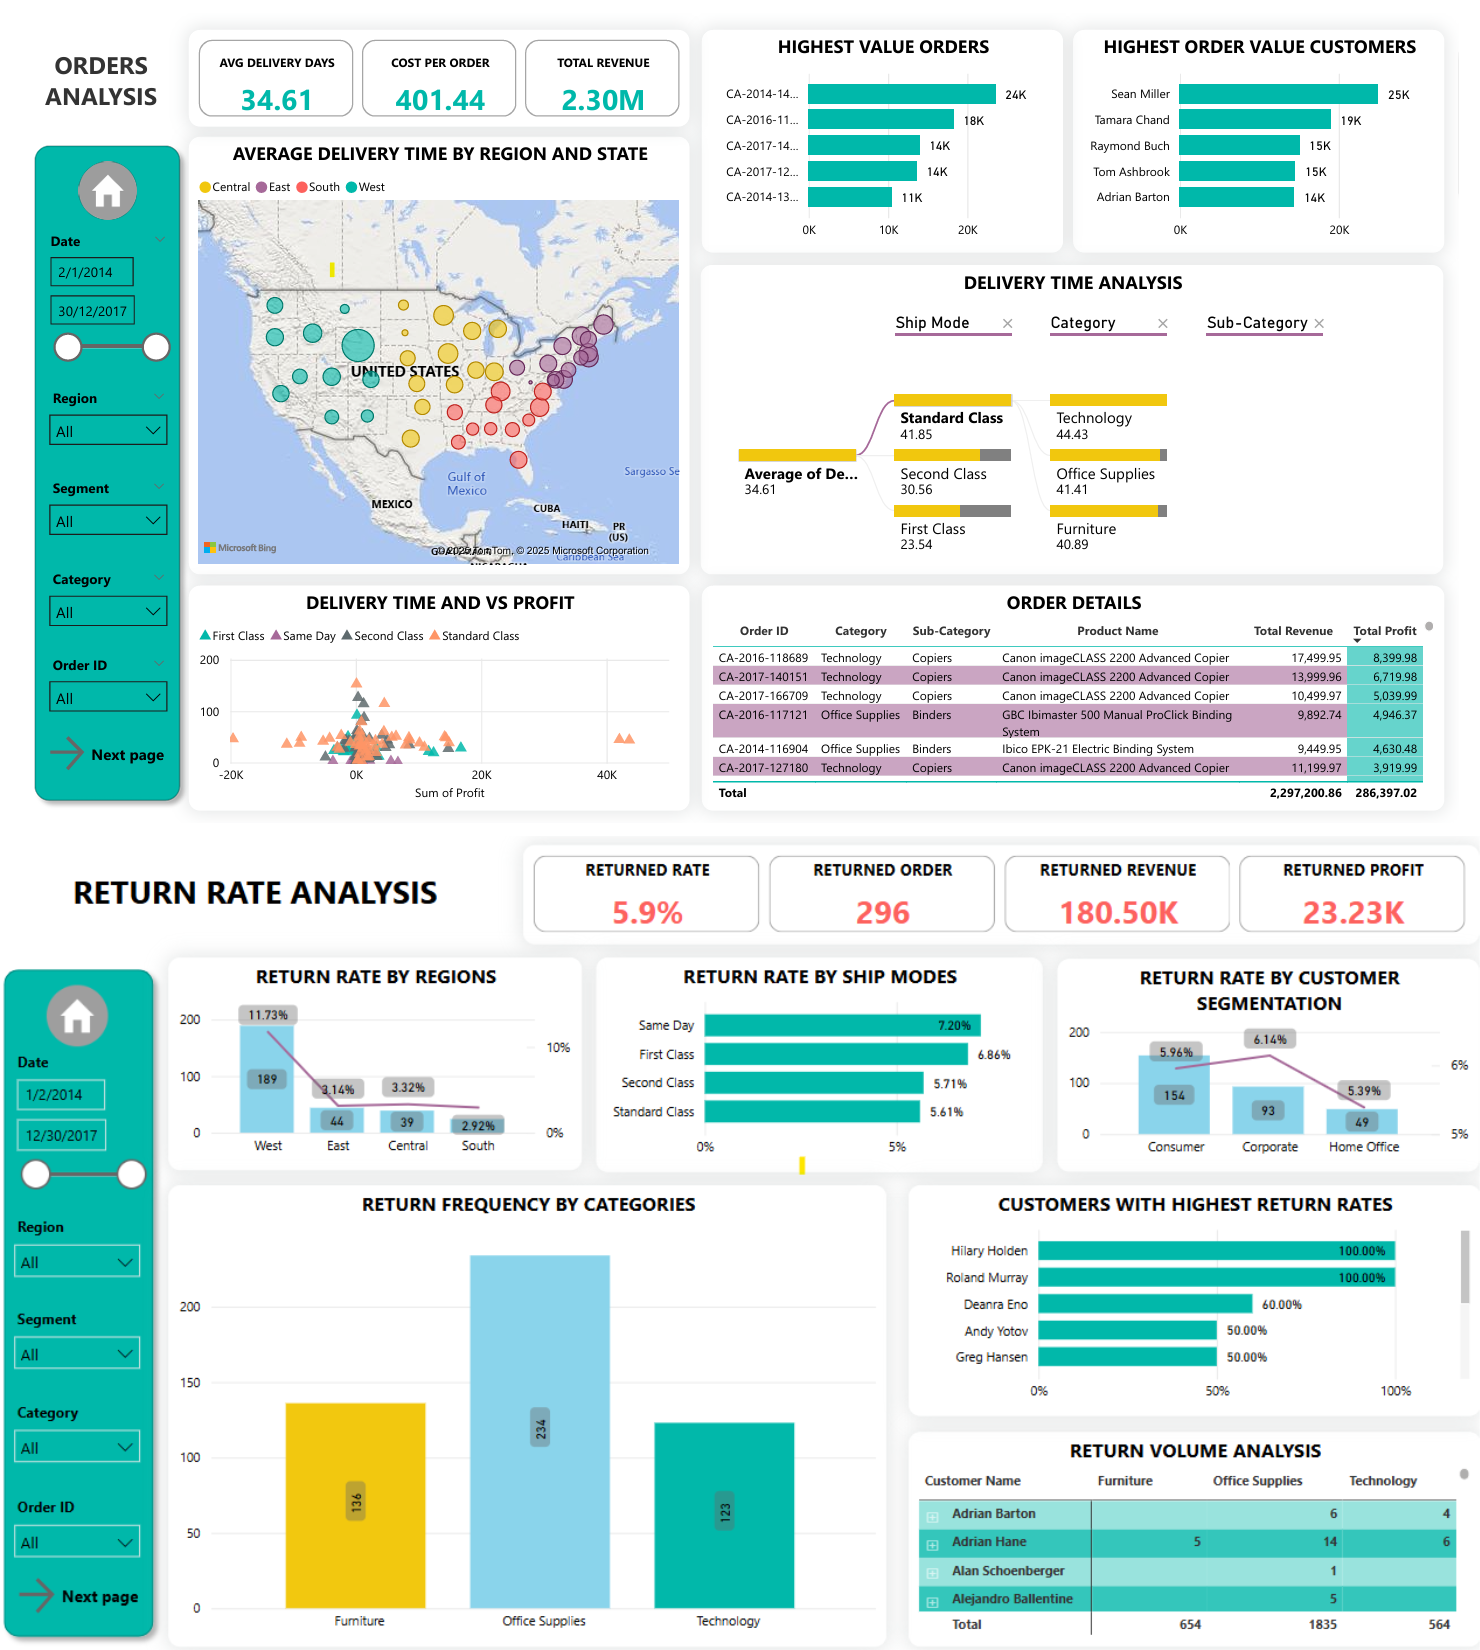 ORDERS
ANALYSIS
AVG DELIVERY DAYS
34.61
COST PER ORDER
401.44
TOTAL REVENUE
2.30M
HIGHEST VALUE ORDERS
CA-2014-14... 24K
CA-2016-11... 18K
CA-2017-14... 14K
CA-2017-12... 14K
CA-2014-13... 11K
0K 10K 20K
HIGHEST ORDER VALUE CUSTOMERS
Sean Miller 25K
Tamara Chand 19K
Raymond Buch 15K
Tom Ashbrook 15K
Adrian Barton 14K
0K 20K
Date
2/1/2014
30/12/2017
Region
All
Segment
All
Category
All
Order ID
All
Next page
AVERAGE DELIVERY TIME BY REGION AND STATE
Central East South West
UNITED STATES
Gulf of
Mexico
Sargasso Se
MEXICO
CUBA
HAITI
PR
(US)
Caribbean Sea
Microsoft Bing
© 2025 TomTom, © 2025 Microsoft Corporation
DELIVERY TIME ANALYSIS
Ship Mode Category Sub-Category
Average of De...
34.61
Standard Class
41.85
Second Class
30.56
First Class
23.54
Technology
44.43
Office Supplies
41.41
Furniture
40.89
DELIVERY TIME AND VS PROFIT
First Class Same Day Second Class Standard Class
200
100
0
-20K 0K 20K 40K
Sum of Profit
ORDER DETAILS
Order ID Category Sub-Category Product Name Total Revenue Total Profit
CA-2016-118689 Technology Copiers Canon imageCLASS 2200 Advanced Copier 17,499.95 8,399.98
CA-2017-140151 Technology Copiers Canon imageCLASS 2200 Advanced Copier 13,999.96 6,719.98
CA-2017-166709 Technology Copiers Canon imageCLASS 2200 Advanced Copier 10,499.97 5,039.99
CA-2016-117121 Office Supplies Binders GBC Ibimaster 500 Manual ProClick Binding 9,892.74 4,946.37
System
CA-2014-116904 Office Supplies Binders Ibico EPK-21 Electric Binding System 9,449.95 4,630.48
CA-2017-127180 Technology Copiers Canon imageCLASS 2200 Advanced Copier 11,199.97 3,919.99
Total 2,297,200.86 286,397.02
RETURN RATE ANALYSIS
RETURNED RATE
5.9%
RETURNED ORDER
296
RETURNED REVENUE
180.50K
RETURNED PROFIT
23.23K
Date
1/2/2014
12/30/2017
Region
All
Segment
All
Category
All
Order ID
All
Next page
RETURN RATE BY REGIONS
200
100
0
10%
0%
11.73%
3.14%
3.32%
2.92%
189
44
39
West East Central South
RETURN RATE BY SHIP MODES
Same Day 7.20%
First Class 6.86%
Second Class 5.71%
Standard Class 5.61%
0% 5%
RETURN RATE BY CUSTOMER
SEGMENTATION
200
100
0
6%
5%
5.96%
6.14%
5.39%
154
93
49
Consumer Corporate Home Office
RETURN FREQUENCY BY CATEGORIES
200
150
100
50
0
136
234
123
Furniture Office Supplies Technology
CUSTOMERS WITH HIGHEST RETURN RATES
Hilary Holden 100.00%
Roland Murray 100.00%
Deanra Eno 60.00%
Andy Yotov 50.00%
Greg Hansen 50.00%
0% 50% 100%
RETURN VOLUME ANALYSIS
Customer Name Furniture Office Supplies Technology
Adrian Barton 6 4
Adrian Hane 5 14 6
Alan Schoenberger 1
Alejandro Ballentine 5
Total 654 1835 564